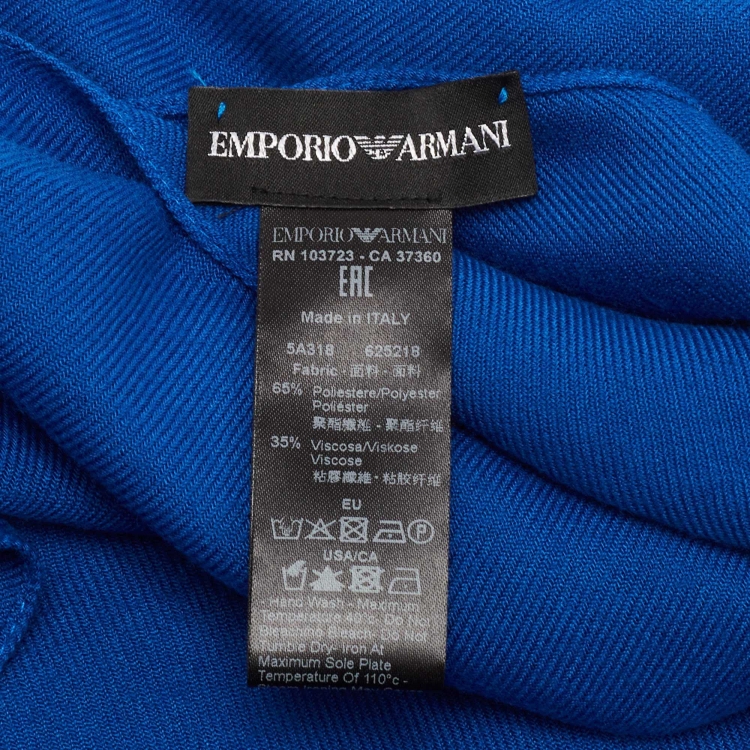 EMPORIO ARMANI
EMPORIO ARMANI
RN 103723 - CA 37360
EAC
Made in ITALY
5A318 625218
Fabric - 面料 - 面料
65% Poliestere/Polyester
Poliéster
聚酯纖維 - 聚酯纤维
35% Viscosa/Viskose
Viscose
粘膠纖維 - 粘胶纤维
EU
P
USA/CA
Hand Wash - Maximum
Temperature 40°c- Do Not
Bleaching Bleach- Do Not
Tumble Dry- Iron At
Maximum Sole Plate
Temperature Of 110°c -